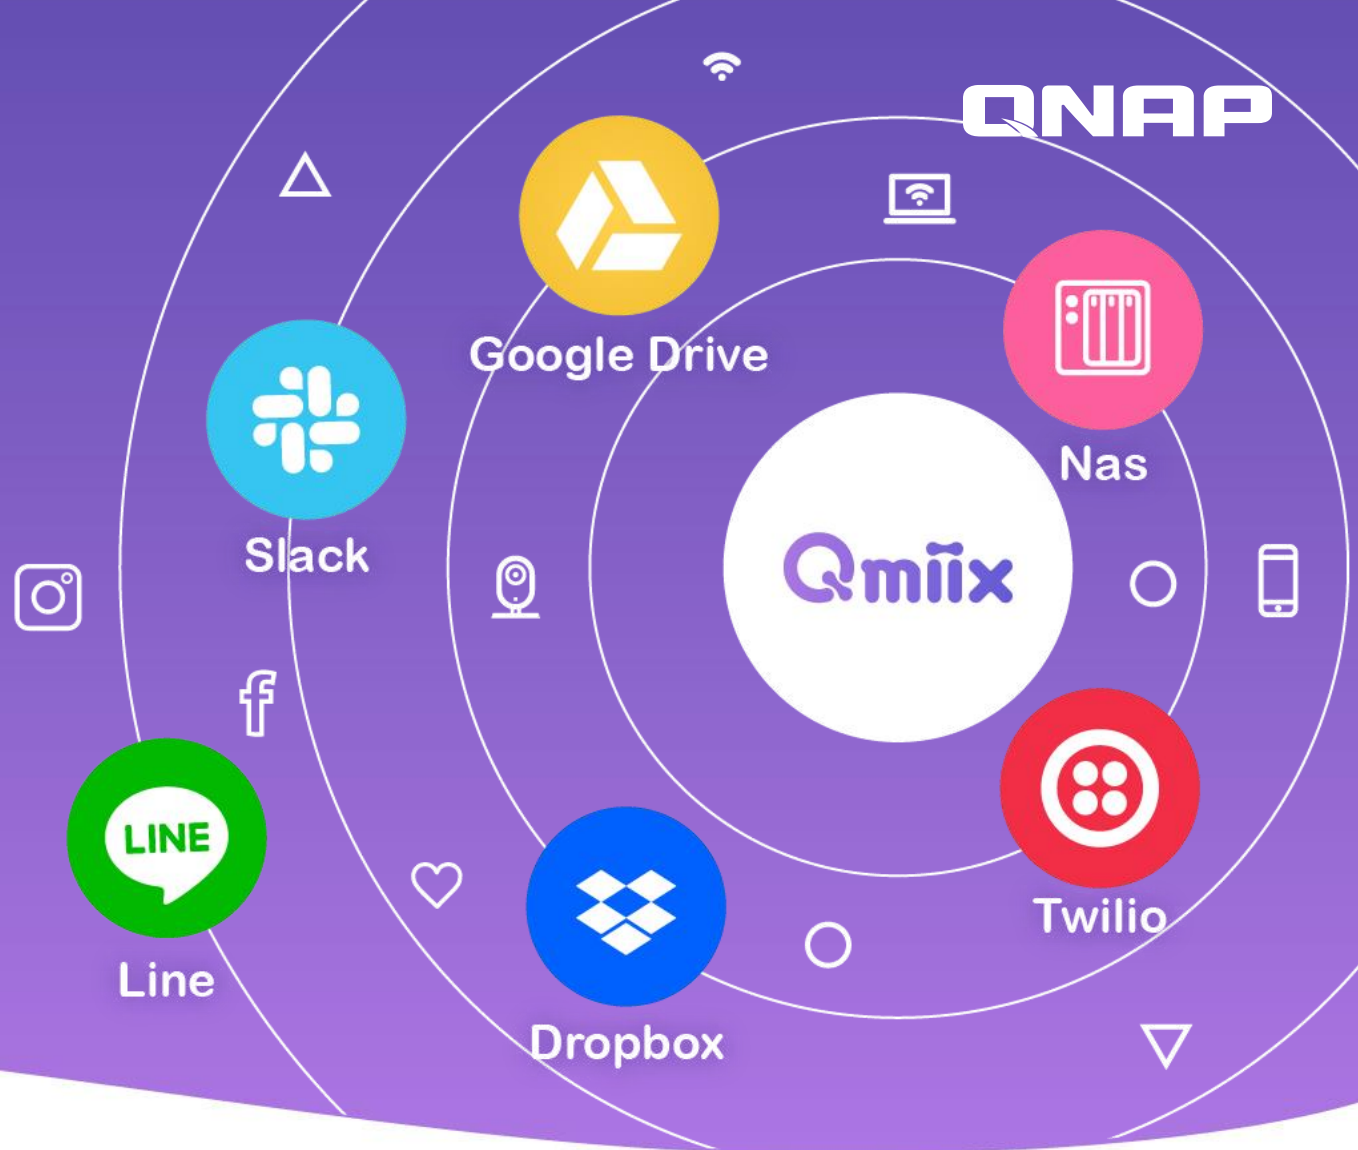 QNAP
Google Drive
Nas
Slack
Qmiix
LINE
Line
Twilio
Dropbox